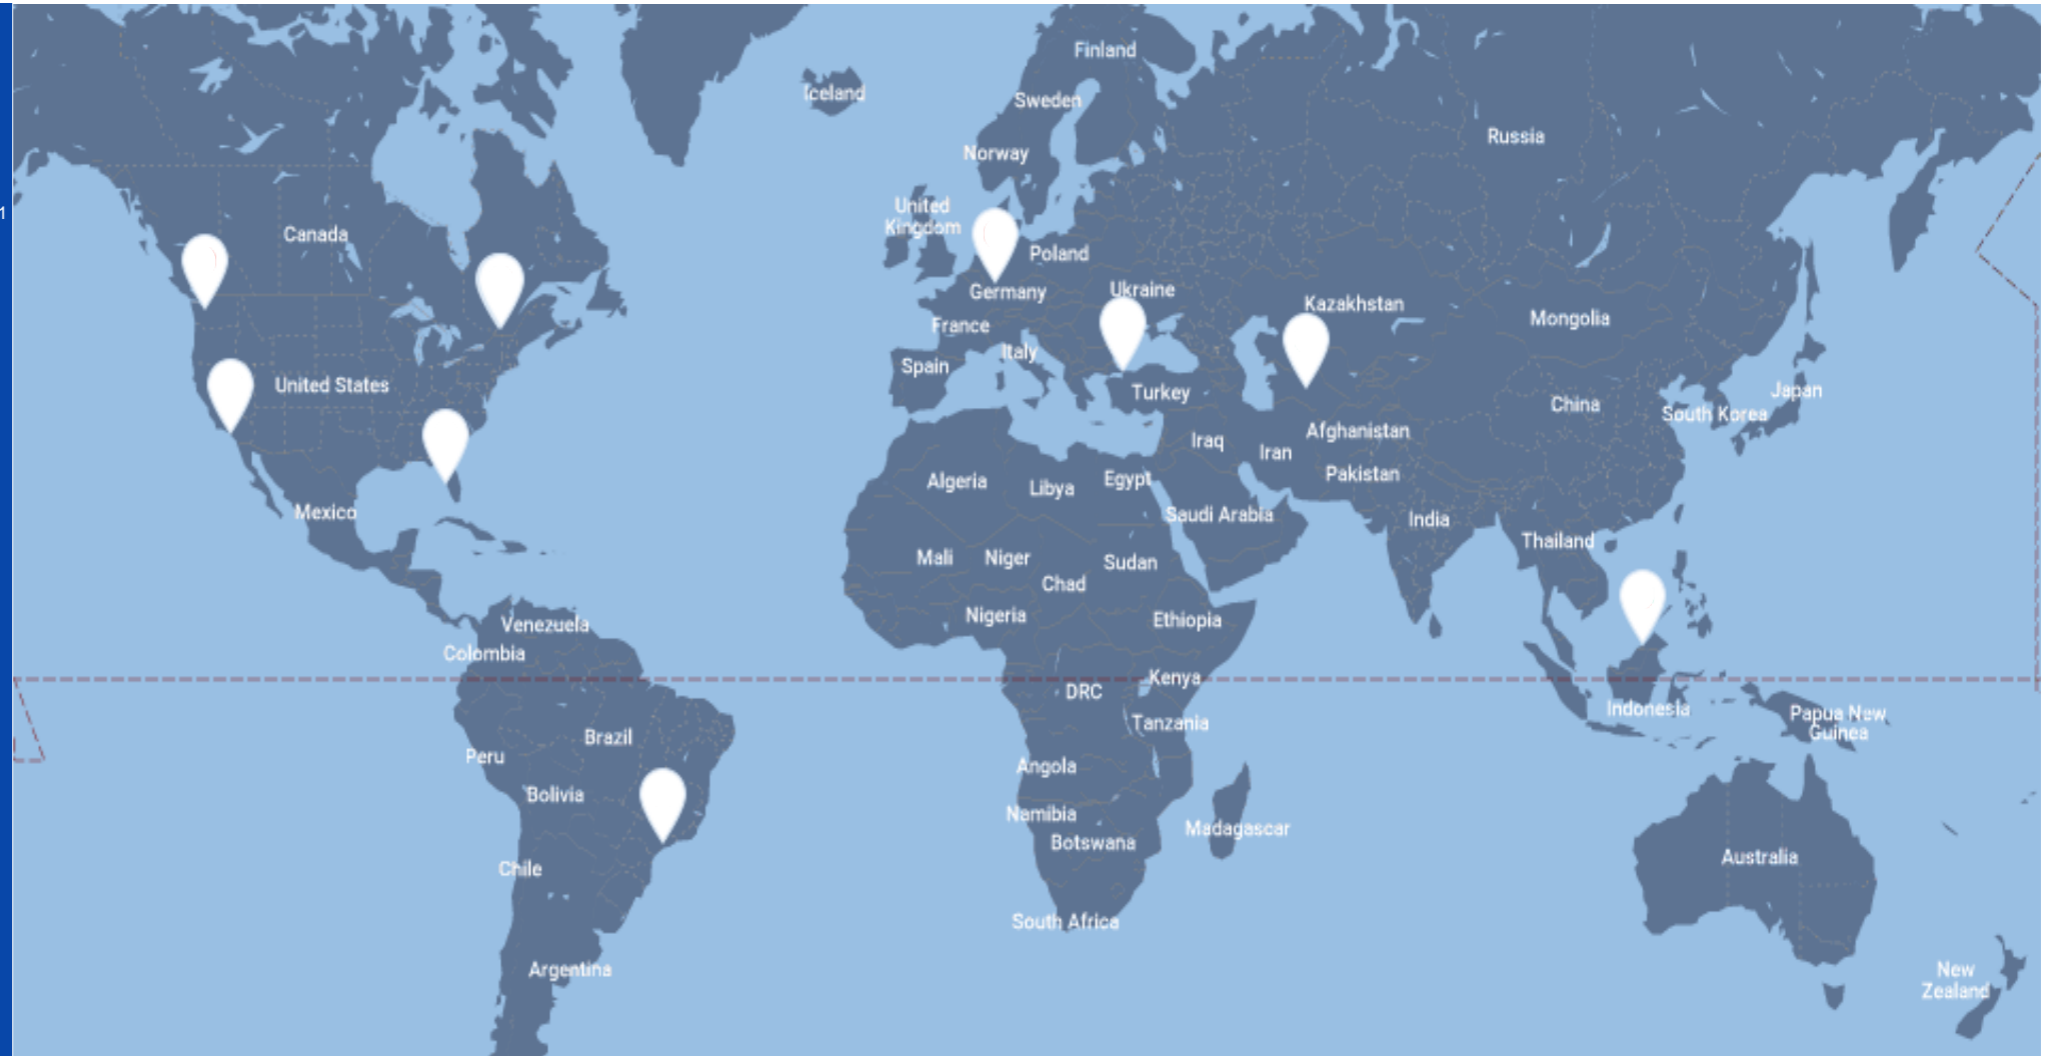 Finland
Iceland
Sweden
Russia
Norway
United
Kingdom
Canada
Poland
Germany
Ukraine
Kazakhstan
Mongolia
France
Italy
Spain
United States
Turkey
Japan
China
South Korea
Afghanistan
Iraq
Iran
Pakistan
Algeria
Libya
Egypt
Mexico
Saudi Arabia
India
Thailand
Mali
Niger
Sudan
Chad
Nigeria
Ethiopia
Venezuela
Colombia
Kenya
DRC
Indonesia
Papua New
Guinea
Tanzania
Brazil
Peru
Angola
Bolivia
Namibia
Madagascar
Botswana
Australia
Chile
South Africa
Argentina
New
Zealand
1